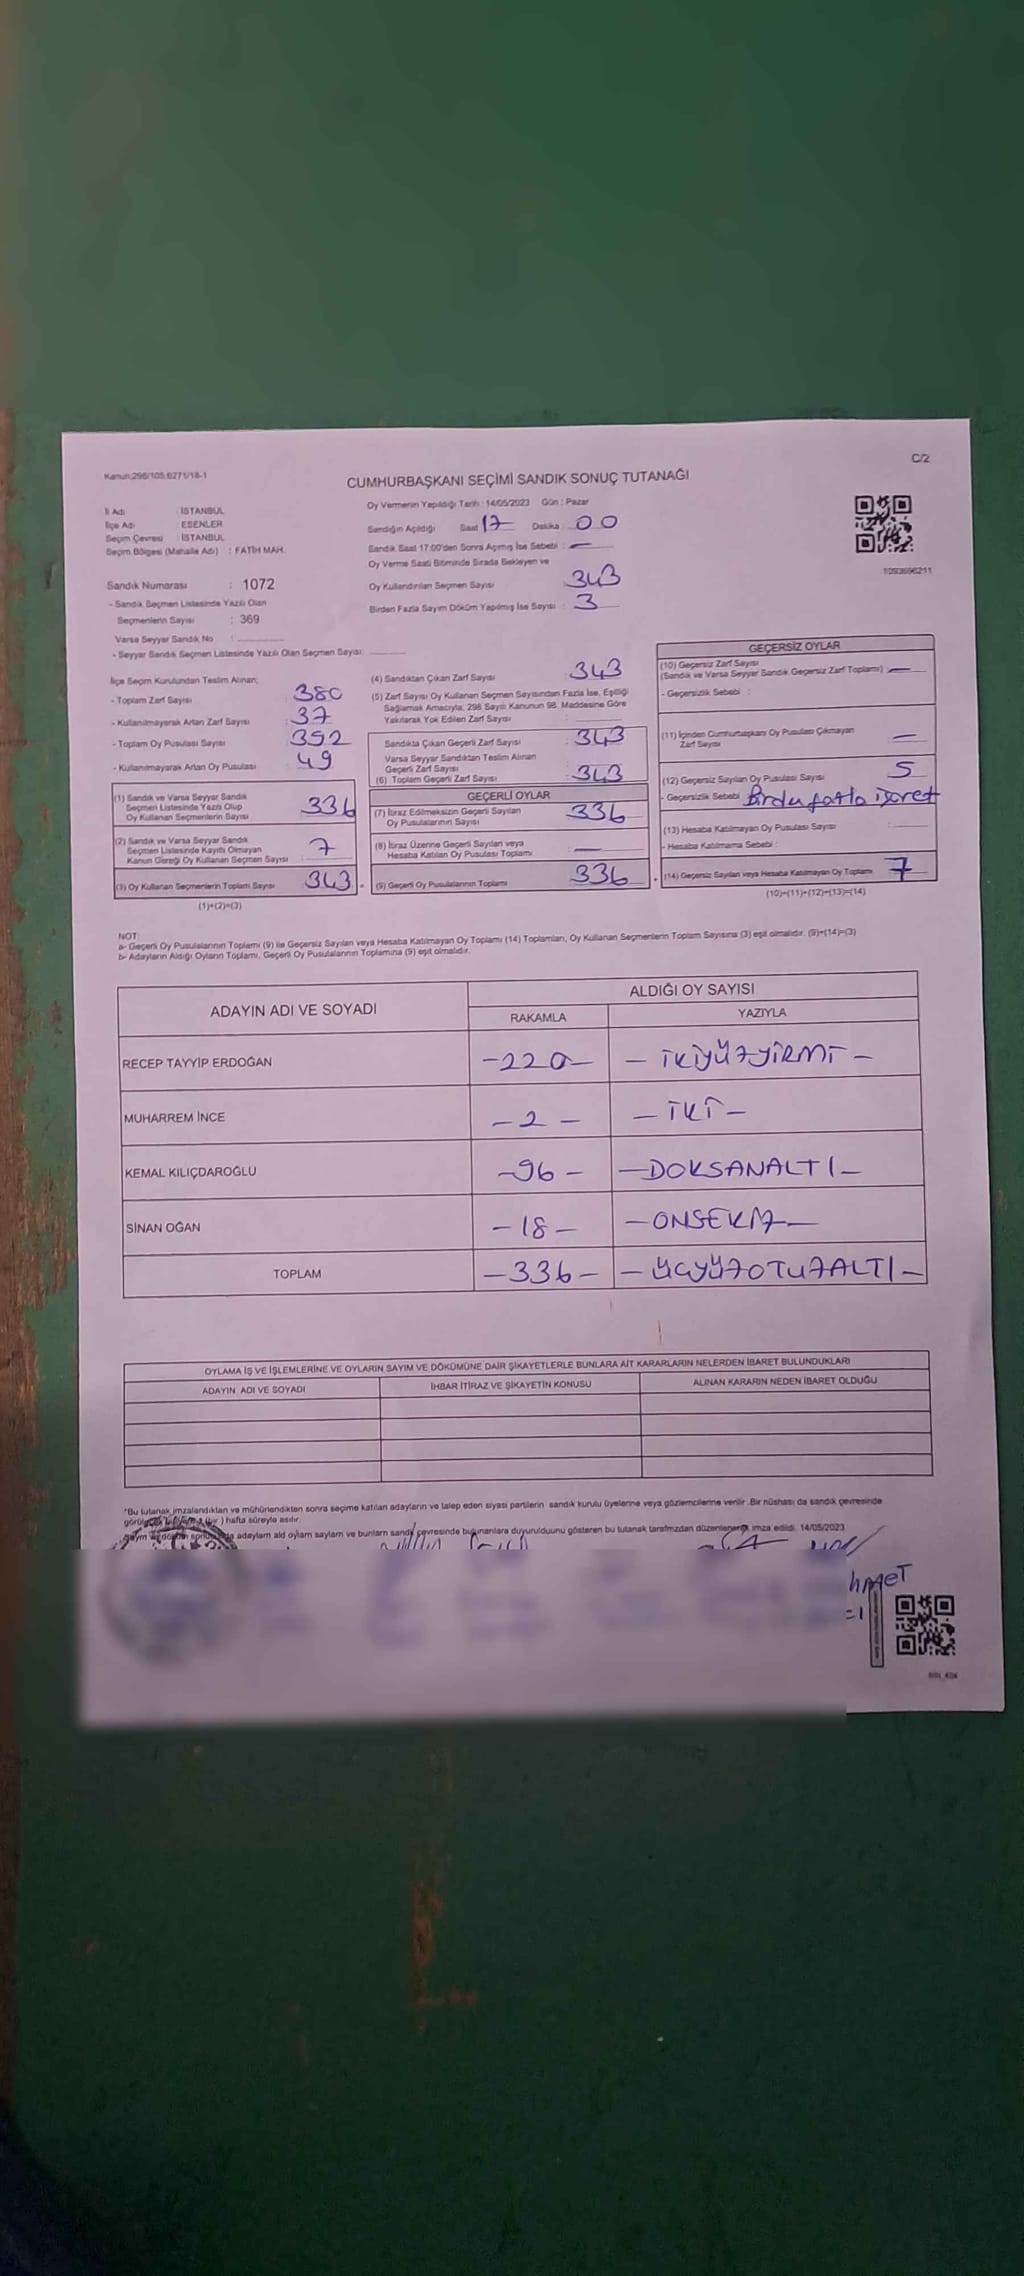 Kanun:298/105;6271/18-1
C/2
CUMHURBAŞKANI SEÇİMİ SANDIK SONUÇ TUTANAĞI
İl Adı : İSTANBUL
İlçe Adı : ESENLER
Seçim Çevresi : İSTANBUL
Seçim Bölgesi (Mahalle Adı) : FATİH MAH.
Oy Vermenin Yapıldığı Tarih : 14/05/2023 Gün : Pazar
Sandığın Açıldığı Saat 17 Dakika 00
Sandık Saat 17:00'den Sonra Açılmış İse Sebebi : —
Oy Verme Saati Bitiminde Sırada Bekleyen ve
Oy Kullandırılan Seçmen Sayısı 343
Birden Fazla Sayım Döküm Yapılmış İse Sayısı : 3
Sandık Numarası : 1072
- Sandık Seçmen Listesinde Yazılı Olan
Seçmenlerin Sayısı : 369
Varsa Seyyar Sandık No :
- Seyyar Sandık Seçmen Listesinde Yazılı Olan Seçmen Sayısı:
İlçe Seçim Kurulundan Teslim Alınan;
- Toplam Zarf Sayısı : 380
- Kullanılmayarak Artan Zarf Sayısı : 37
- Toplam Oy Pusulası Sayısı : 392
- Kullanılmayarak Artan Oy Pusulası : 49
(1) Sandık ve Varsa Seyyar Sandık
Seçmen Listesinde Yazılı Olup
Oy Kullanan Seçmenlerin Sayısı : 336
(2) Sandık ve Varsa Seyyar Sandık
Seçmen Listesinde Kayıtlı Olmayan
Kanun Gereği Oy Kullanan Seçmen Sayısı : 7
(3) Oy Kullanan Seçmenlerin Toplam Sayısı : 343
(1)+(2)=(3)
(4) Sandıktan Çıkan Zarf Sayısı : 343
(5) Zarf Sayısı Oy Kullanan Seçmen Sayısından Fazla İse, Eşitliği
Sağlamak Amacıyla; 298 Sayılı Kanunun 98. Maddesine Göre
Yakılarak Yok Edilen Zarf Sayısı :
Sandıkta Çıkan Geçerli Zarf Sayısı : 343
Varsa Seyyar Sandıktan Teslim Alınan
Geçerli Zarf Sayısı :
(6) Toplam Geçerli Zarf Sayısı : 343
GEÇERLİ OYLAR
(7) İtiraz Edilmeksizin Geçerli Sayılan
Oy Pusulalarının Sayısı : 336
(8) İtiraz Üzerine Geçerli Sayılan veya
Hesaba Katılan Oy Pusulası Toplamı : —
(9) Geçerli Oy Pusulalarının Toplamı : 336
GEÇERSİZ OYLAR
(10) Geçersiz Zarf Sayısı
(Sandık ve Varsa Seyyar Sandık Geçersiz Zarf Toplamı) : —
- Geçersizlik Sebebi :
(11) İçinden Cumhurbaşkanı Oy Pusulası Çıkmayan
Zarf Sayısı : —
(12) Geçersiz Sayılan Oy Pusulası Sayısı : 5
- Geçersizlik Sebebi : Birdu fatla işaret
(13) Hesaba Katılmayan Oy Pusulası Sayısı :
- Hesaba Katılmama Sebebi :
(14) Geçersiz Sayılan veya Hesaba Katılmayan Oy Toplamı : 7
(10)+(11)+(12)+(13)=(14)
NOT:
a- Geçerli Oy Pusulalarının Toplamı (9) ile Geçersiz Sayılan veya Hesaba Katılmayan Oy Toplamı (14) Toplamları, Oy Kullanan Seçmenlerin Toplam Sayısına (3) eşit olmalıdır. (9)+(14)=(3)
b- Adayların Aldığı Oyların Toplamı, Geçerli Oy Pusulalarının Toplamına (9) eşit olmalıdır.
ADAYIN ADI VE SOYADI ALDIĞI OY SAYISI
RAKAMLA YAZIYLA
RECEP TAYYİP ERDOĞAN -220- - İKİYÜZYİRMİ -
MUHARREM İNCE -2- - İKİ -
KEMAL KILIÇDAROĞLU -96- - DOKSANALTI -
SİNAN OĞAN -18- - ONSEKİZ -
TOPLAM -336- - ÜÇYÜZOTUZALTI -
OYLAMA İŞ VE İŞLEMLERİNE VE OYLARIN SAYIM VE DÖKÜMÜNE DAİR ŞİKAYETLERLE BUNLARA AİT KARARLARIN NELERDEN İBARET BULUNDUKLARI
ADAYIN ADI VE SOYADI İHBAR İTİRAZ VE ŞİKAYETİN KONUSU ALINAN KARARIN NEDEN İBARET OLDUĞU
*Bu tutanak imzalandıktan ve mühürlendikten sonra seçime katılan adayların ve talep eden siyasi partilerin sandık kurulu üyelerine veya gözlemcilerine verilir. Bir nüshası da sandık çevresinde
hafta süreyle asılır.
adayların ald oyların sayların ve bunların sandık çevresinde bulunanlara duyurulduunu gösteren bu tutanak tarafmzdan düzenlenerek imza edildi. 14/05/2023